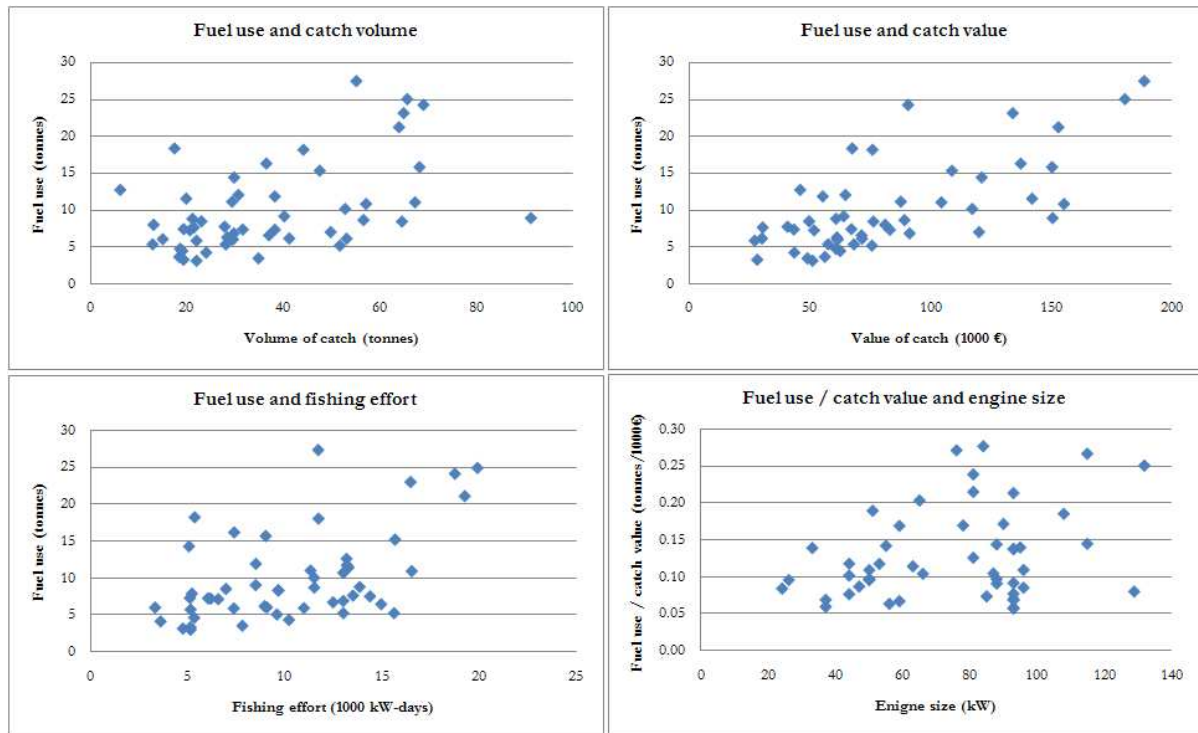 Fuel use and catch volume
Fuel use (tonnes)
30
25
20
15
10
5
0
0 20 40 60 80 100
Volume of catch (tonnes)
Fuel use and catch value
Fuel use (tonnes)
30
25
20
15
10
5
0
0 50 100 150 200
Value of catch (1000 €)
Fuel use and fishing effort
Fuel use (tonnes)
30
25
20
15
10
5
0
0 5 10 15 20 25
Fishing effort (1000 kW-days)
Fuel use / catch value and engine size
Fuel use / catch value (tonnes/1000€)
0.30
0.25
0.20
0.15
0.10
0.05
0.00
0 20 40 60 80 100 120 140
Enigne size (kW)